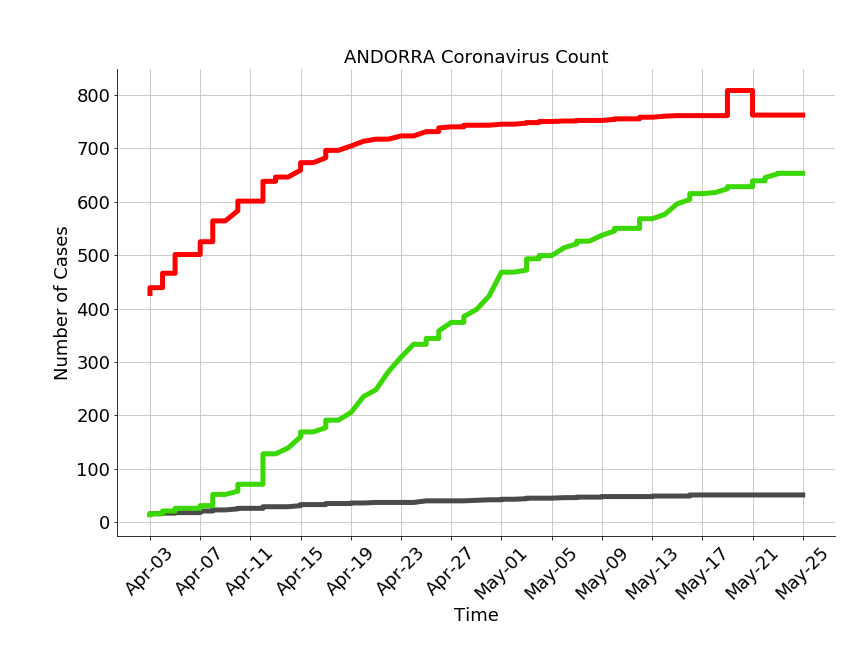 ANDORRA Coronavirus Count
800
700
600
500
400
300
200
100
0
Number of Cases
Apr-03
Apr-07
Apr-11
Apr-15
Apr-19
Apr-23
Apr-27
May-01
May-05
May-09
May-13
May-17
May-21
May-25
Time